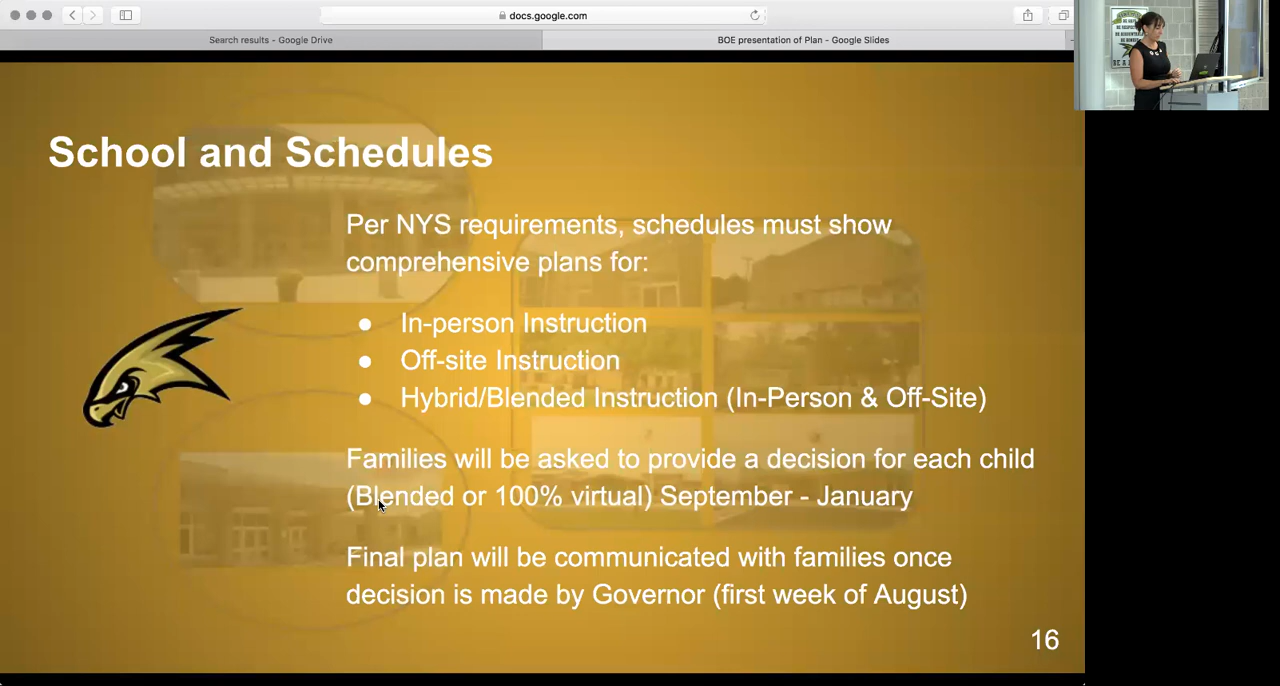 docs.google.com
Search results - Google Drive
BOE presentation of Plan - Google Slides
School and Schedules
Per NYS requirements, schedules must show
comprehensive plans for:
● In-person Instruction
● Off-site Instruction
● Hybrid/Blended Instruction (In-Person & Off-Site)
Families will be asked to provide a decision for each child
(Blended or 100% virtual) September - January
Final plan will be communicated with families once
decision is made by Governor (first week of August)
16